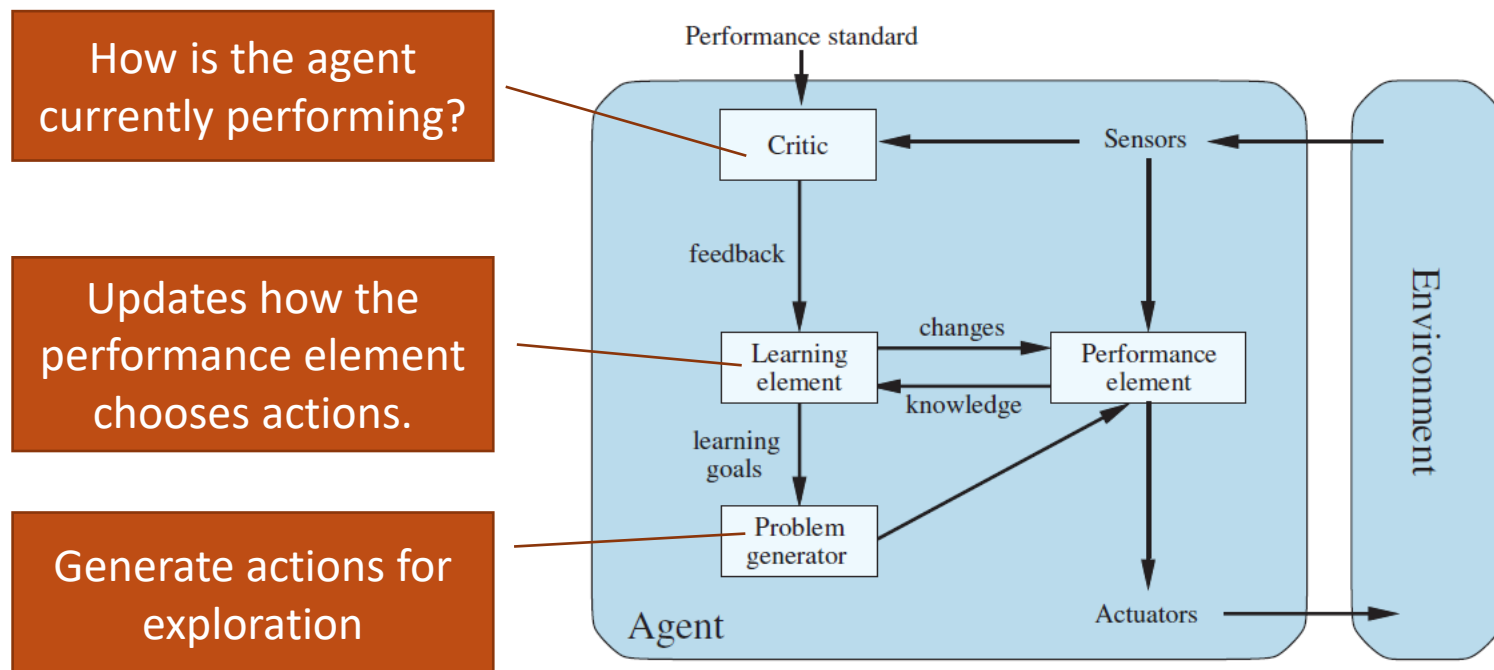 How is the agent
currently performing?
Updates how the
performance element
chooses actions.
Generate actions for
exploration
Performance standard
Critic
Sensors
feedback
changes
Learning
element
Performance
element
knowledge
learning
goals
Problem
generator
Agent
Actuators
Environment